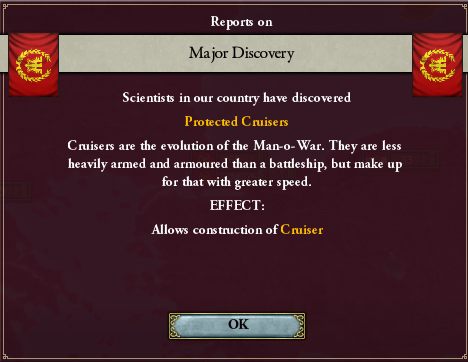 Reports on
Major Discovery
Scientists in our country have discovered
Protected Cruisers
Cruisers are the evolution of the Man-o-War. They are less
heavily armed and armoured than a battleship, but make up
for that with greater speed.
EFFECT:
Allows construction of Cruiser
OK